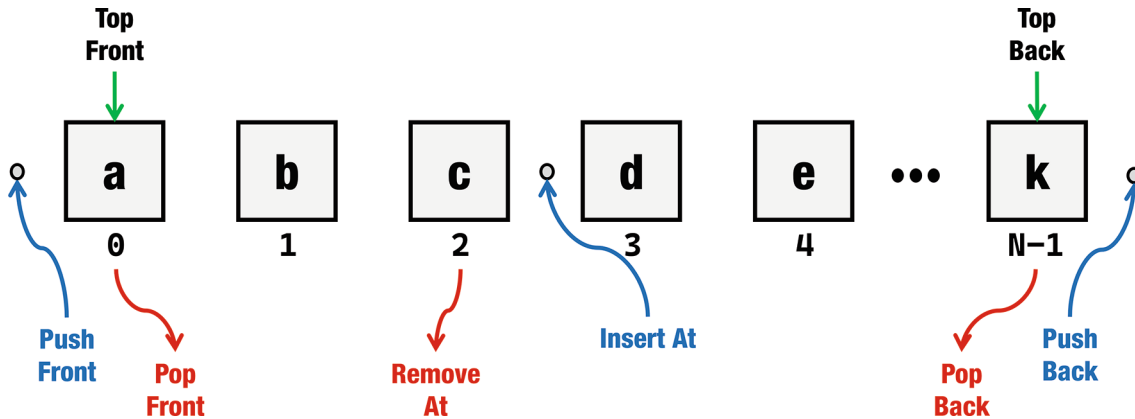 Top
Front
Top
Back
a
b
c
d
e
•••
k
0
1
2
3
4
N-1
Push
Front
Pop
Front
Remove
At
Insert At
Pop
Back
Push
Back